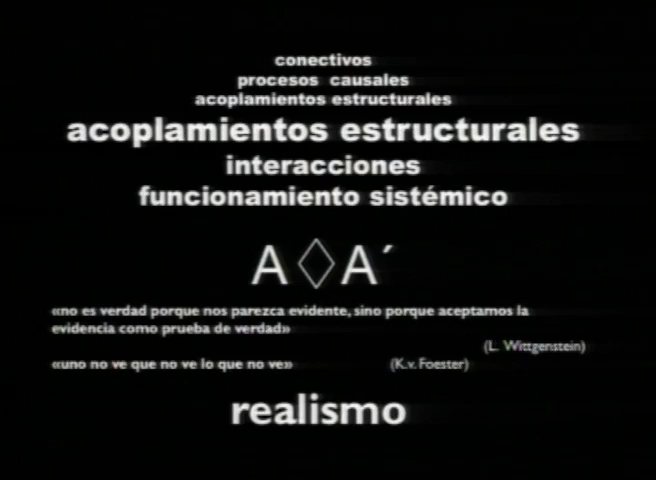 conectivos
procesos causales
acoplamientos estructurales
acoplamientos estructurales
interacciones
funcionamiento sistémico
A ◊ A´
«no es verdad porque nos parezca evidente, sino porque aceptamos la
evidencia como prueba de verdad»
(L. Wittgenstein)
«uno no ve que no ve lo que no ve» (K.v. Foester)
realismo